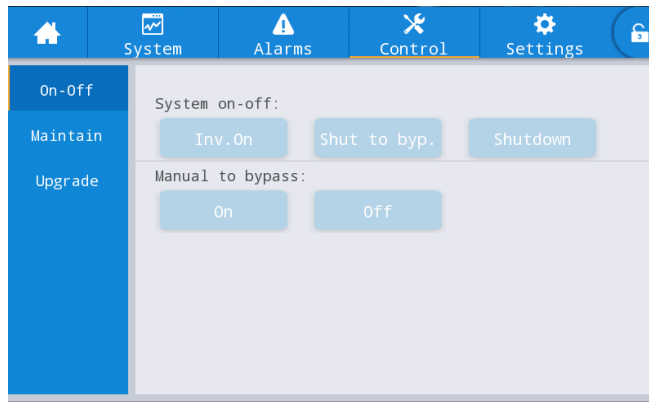 System Alarms Control Settings
On-Off
Maintain
Upgrade
System on-off:
Inv.On Shut to byp. Shutdown
Manual to bypass:
On Off